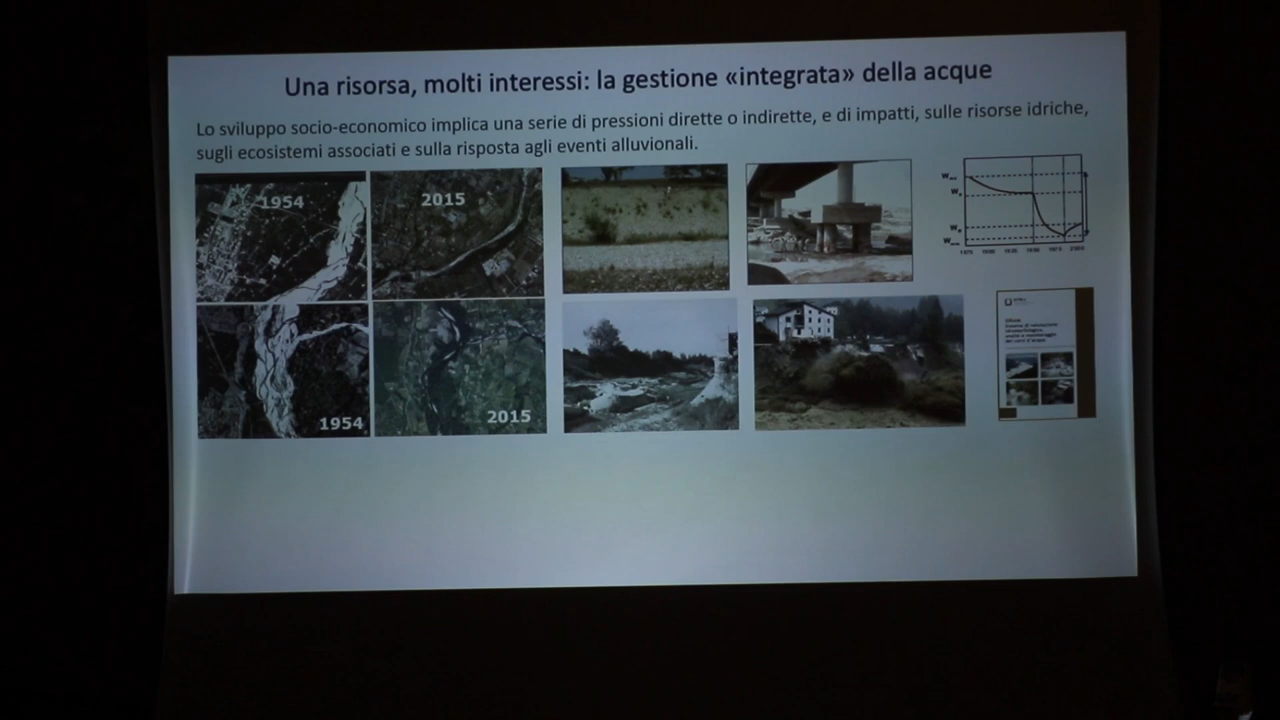 Una risorsa, molti interessi: la gestione «integrata» della acque
Lo sviluppo socio-economico implica una serie di pressioni dirette o indirette, e di impatti, sulle risorse idriche,
sugli ecosistemi associati e sulla risposta agli eventi alluvionali.
1954
2015
1954
2015